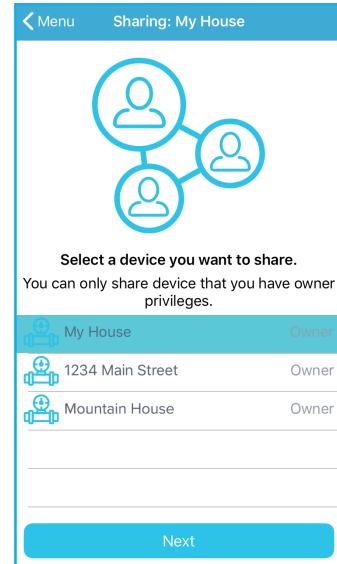 Menu Sharing: My House
Select a device you want to share.
You can only share device that you have owner
privileges.
My House Owner
1234 Main Street Owner
Mountain House Owner
Next